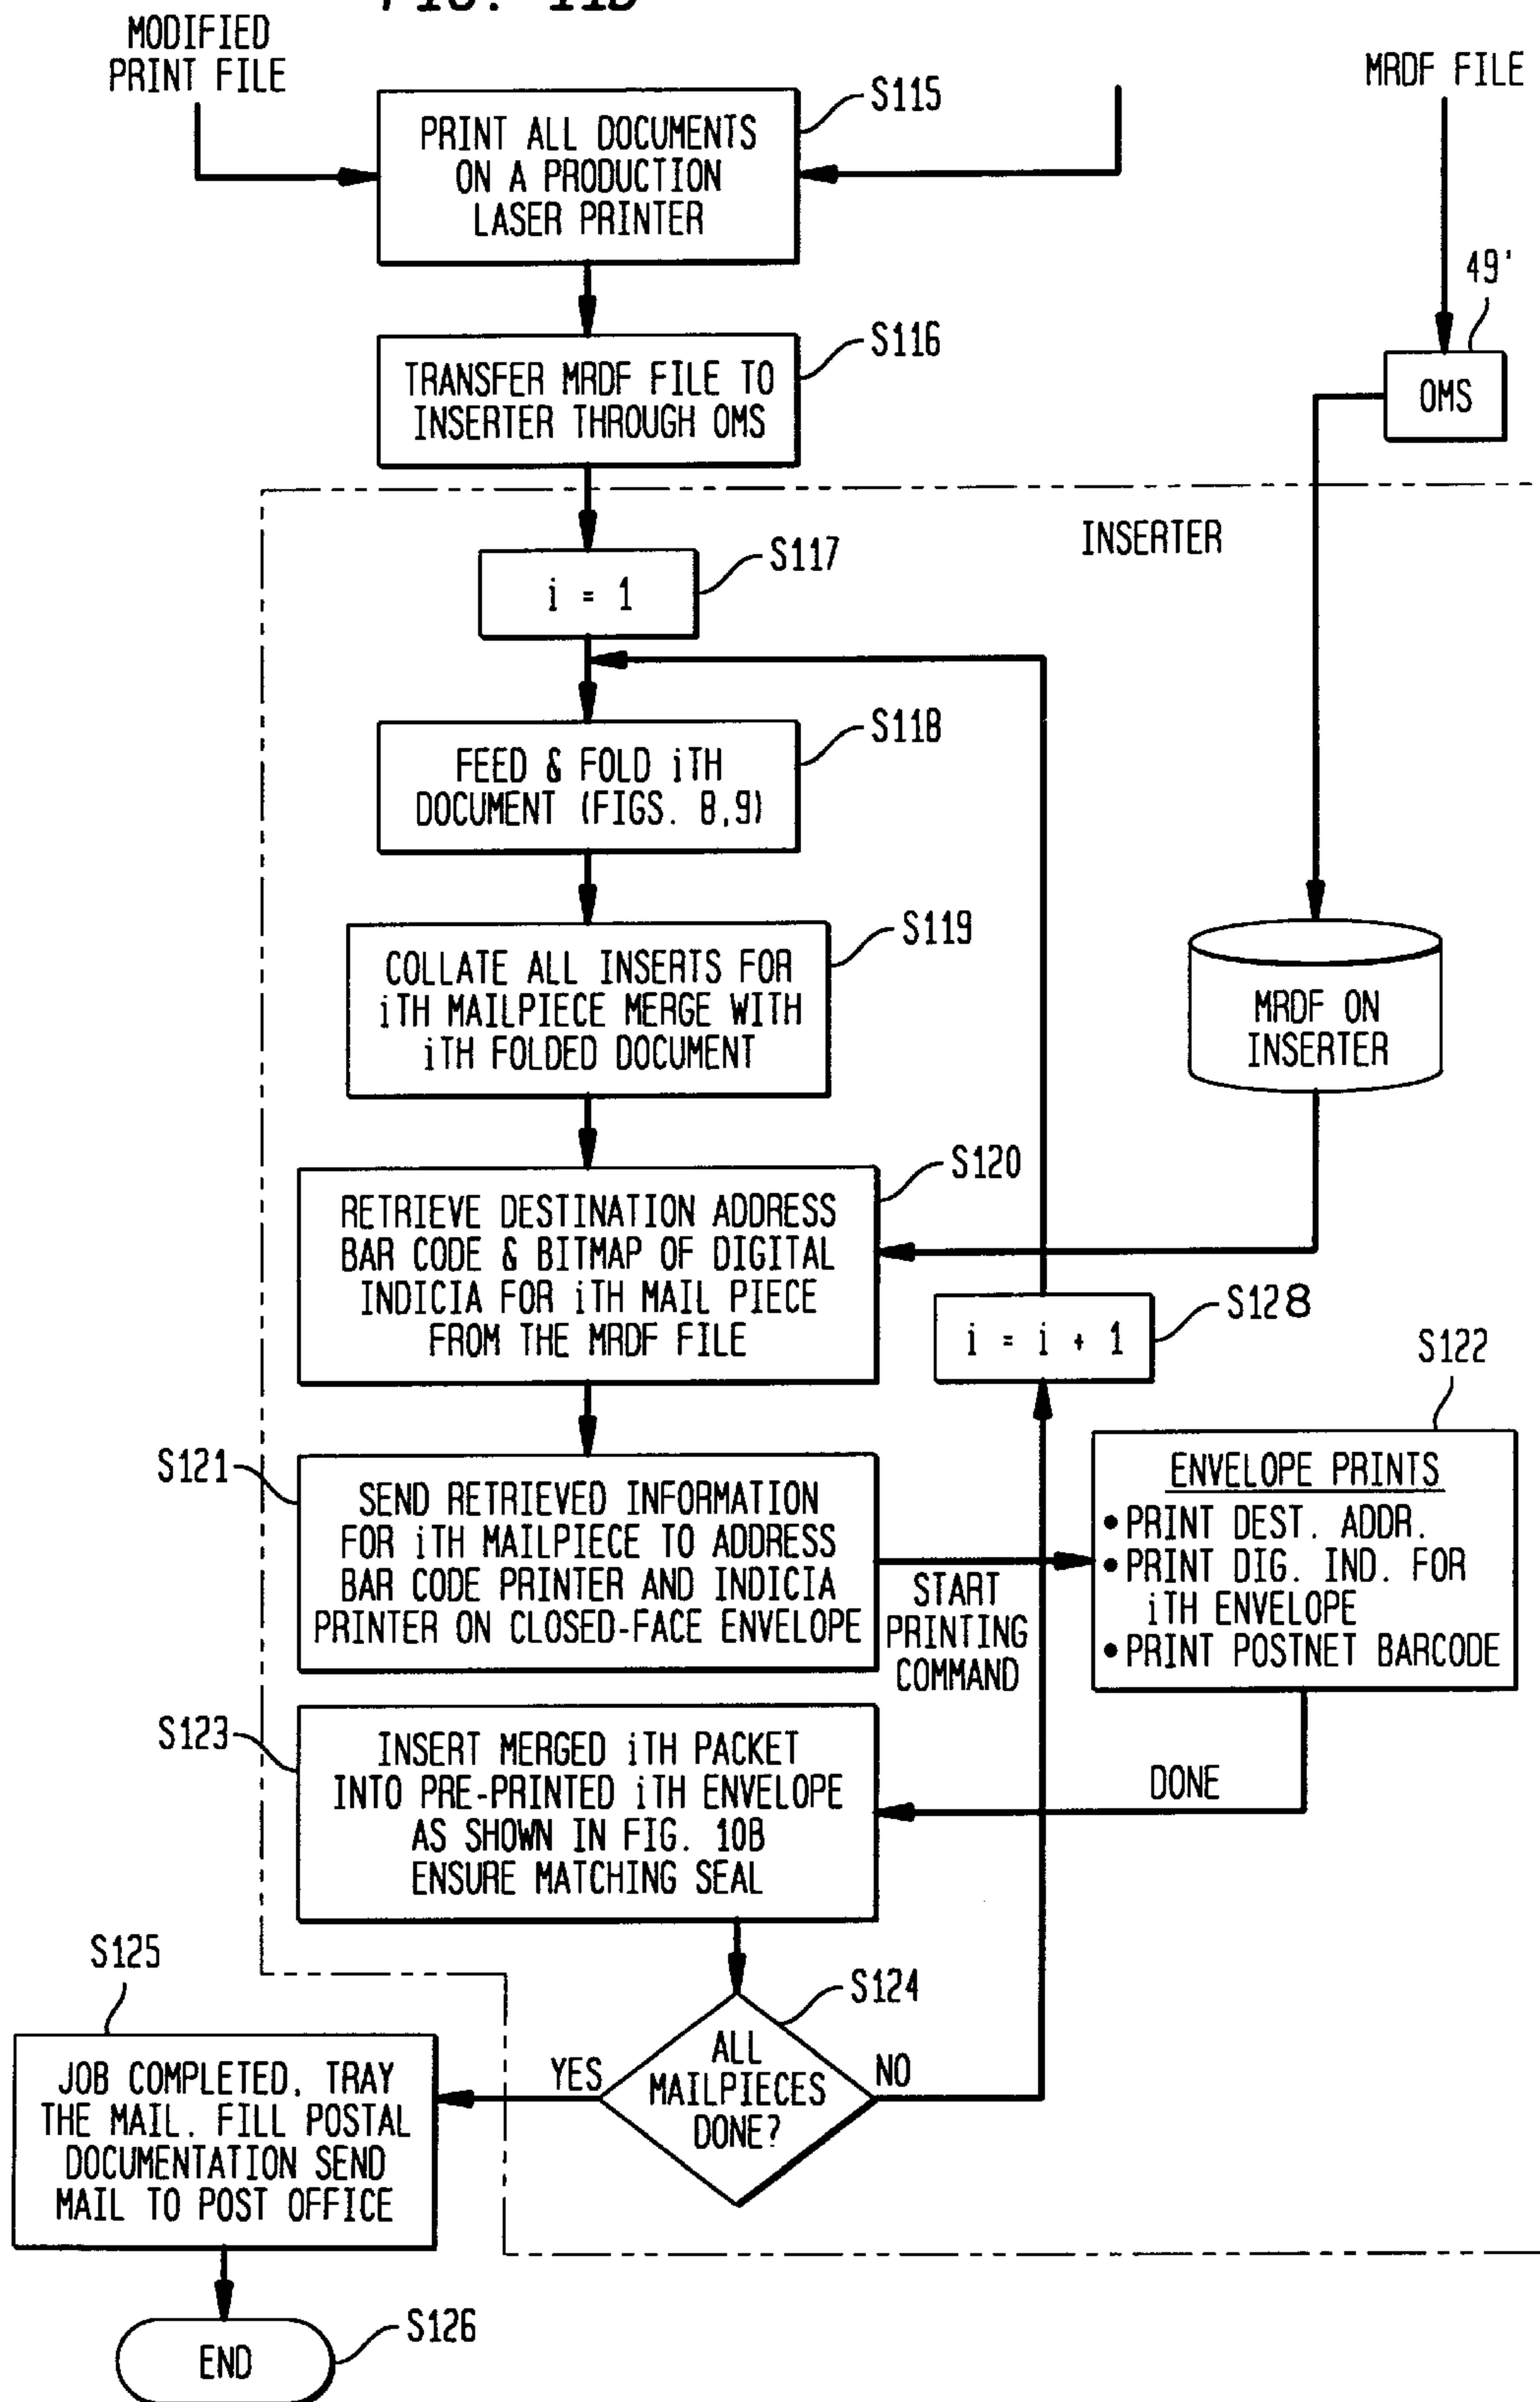 MODIFIED
PRINT FILE
MRDF FILE
S115
PRINT ALL DOCUMENTS
ON A PRODUCTION
LASER PRINTER
49'
S116
TRANSFER MRDF FILE TO
INSERTER THROUGH OMS
OMS
INSERTER
S117
i = 1
S118
FEED & FOLD iTH
DOCUMENT (FIGS. 8,9)
S119
COLLATE ALL INSERTS FOR
iTH MAILPIECE MERGE WITH
iTH FOLDED DOCUMENT
MRDF ON
INSERTER
S120
RETRIEVE DESTINATION ADDRESS
BAR CODE & BITMAP OF DIGITAL
INDICIA FOR iTH MAIL PIECE
FROM THE MRDF FILE
S128
i = i + 1
S122
S121
SEND RETRIEVED INFORMATION
FOR iTH MAILPIECE TO ADDRESS
BAR CODE PRINTER AND INDICIA
PRINTER ON CLOSED-FACE ENVELOPE
START
PRINTING
COMMAND
ENVELOPE PRINTS
• PRINT DEST. ADDR.
• PRINT DIG. IND. FOR
iTH ENVELOPE
• PRINT POSTNET BARCODE
S123
INSERT MERGED iTH PACKET
INTO PRE-PRINTED iTH ENVELOPE
AS SHOWN IN FIG. 10B
ENSURE MATCHING SEAL
DONE
S125
S124
ALL
MAILPIECES
DONE?
YES
NO
JOB COMPLETED, TRAY
THE MAIL. FILL POSTAL
DOCUMENTATION SEND
MAIL TO POST OFFICE
END
S126